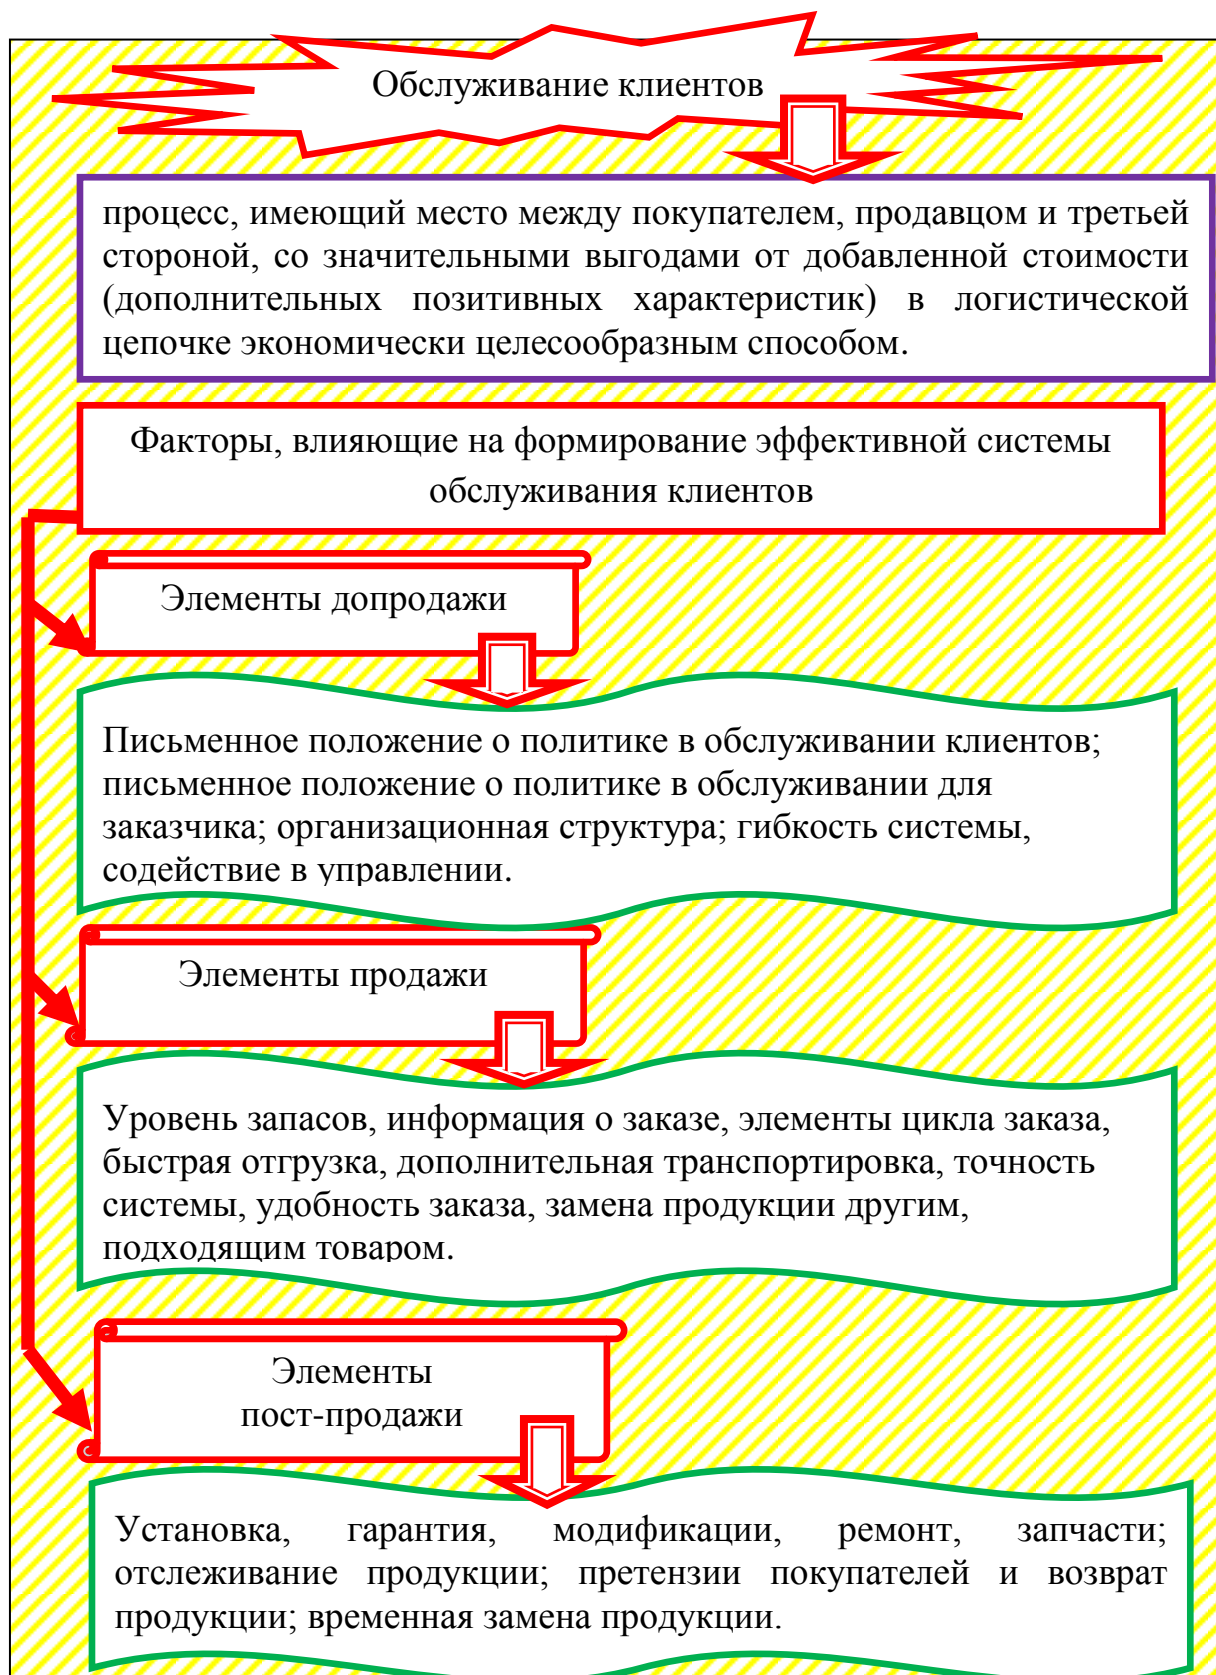 Обслуживание клиентов
процесс, имеющий место между покупателем, продавцом и третьей
стороной, со значительными выгодами от добавленной стоимости
(дополнительных позитивных характеристик) в логистической
цепочке экономически целесообразным способом.
Факторы, влияющие на формирование эффективной системы
обслуживания клиентов
Элементы допродажи
Письменное положение о политике в обслуживании клиентов;
письменное положение о политике в обслуживании для
заказчика; организационная структура; гибкость системы,
содействие в управлении.
Элементы продажи
Уровень запасов, информация о заказе, элементы цикла заказа,
быстрая отгрузка, дополнительная транспортировка, точность
системы, удобность заказа, замена продукции другим,
подходящим товаром.
Элементы
пост-продажи
Установка, гарантия, модификации, ремонт, запчасти;
отслеживание продукции; претензии покупателей и возврат
продукции; временная замена продукции.